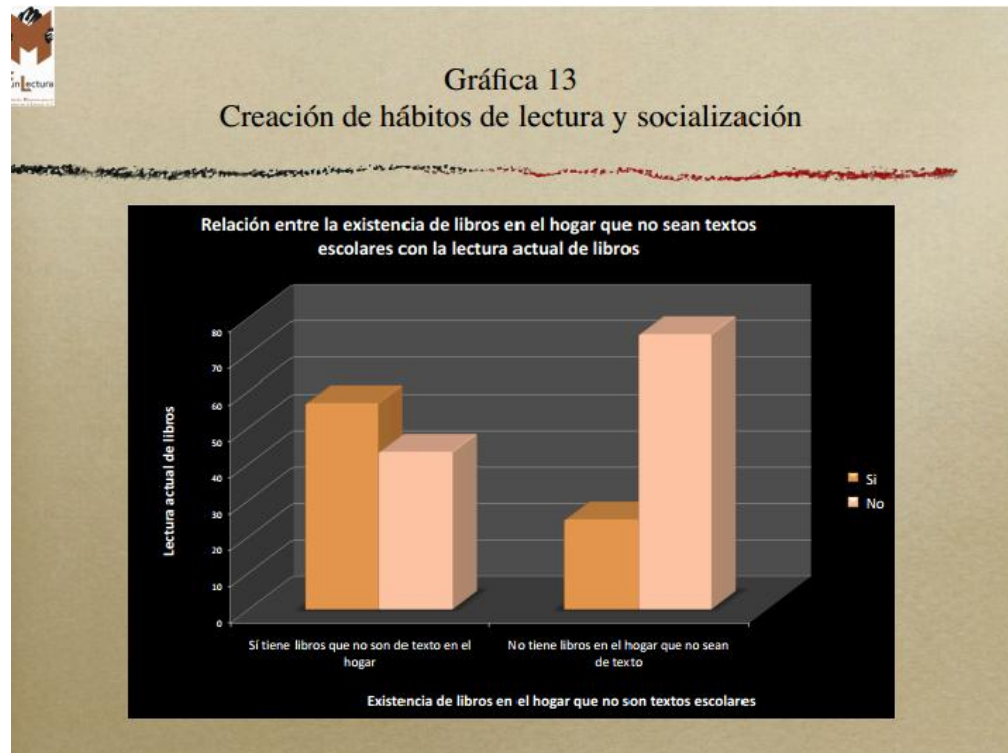 Lectura
Gráfica 13
Creación de hábitos de lectura y socialización
Relación entre la existencia de libros en el hogar que no sean textos
escolares con la lectura actual de libros
Lectura actual de libros
80
70
60
50
40
30
20
10
0
Sí tiene libros que no son de texto en el
hogar
No tiene libros en el hogar que no sean
de texto
Existencia de libros en el hogar que no son textos escolares
Si
No